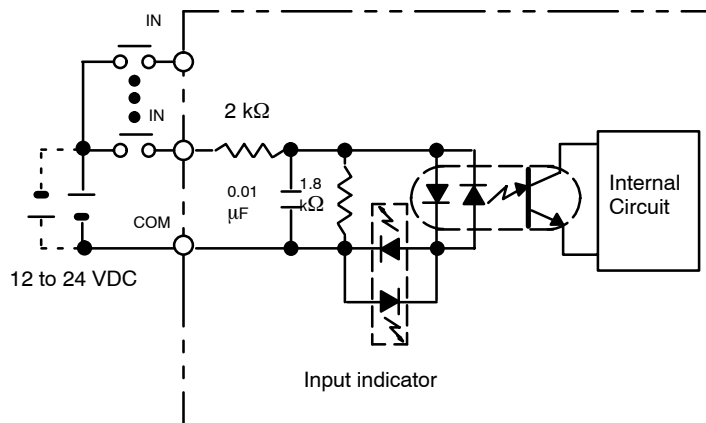 IN
IN
2 kΩ
0.01
μF
1.8
kΩ
COM
12 to 24 VDC
Internal
Circuit
Input indicator